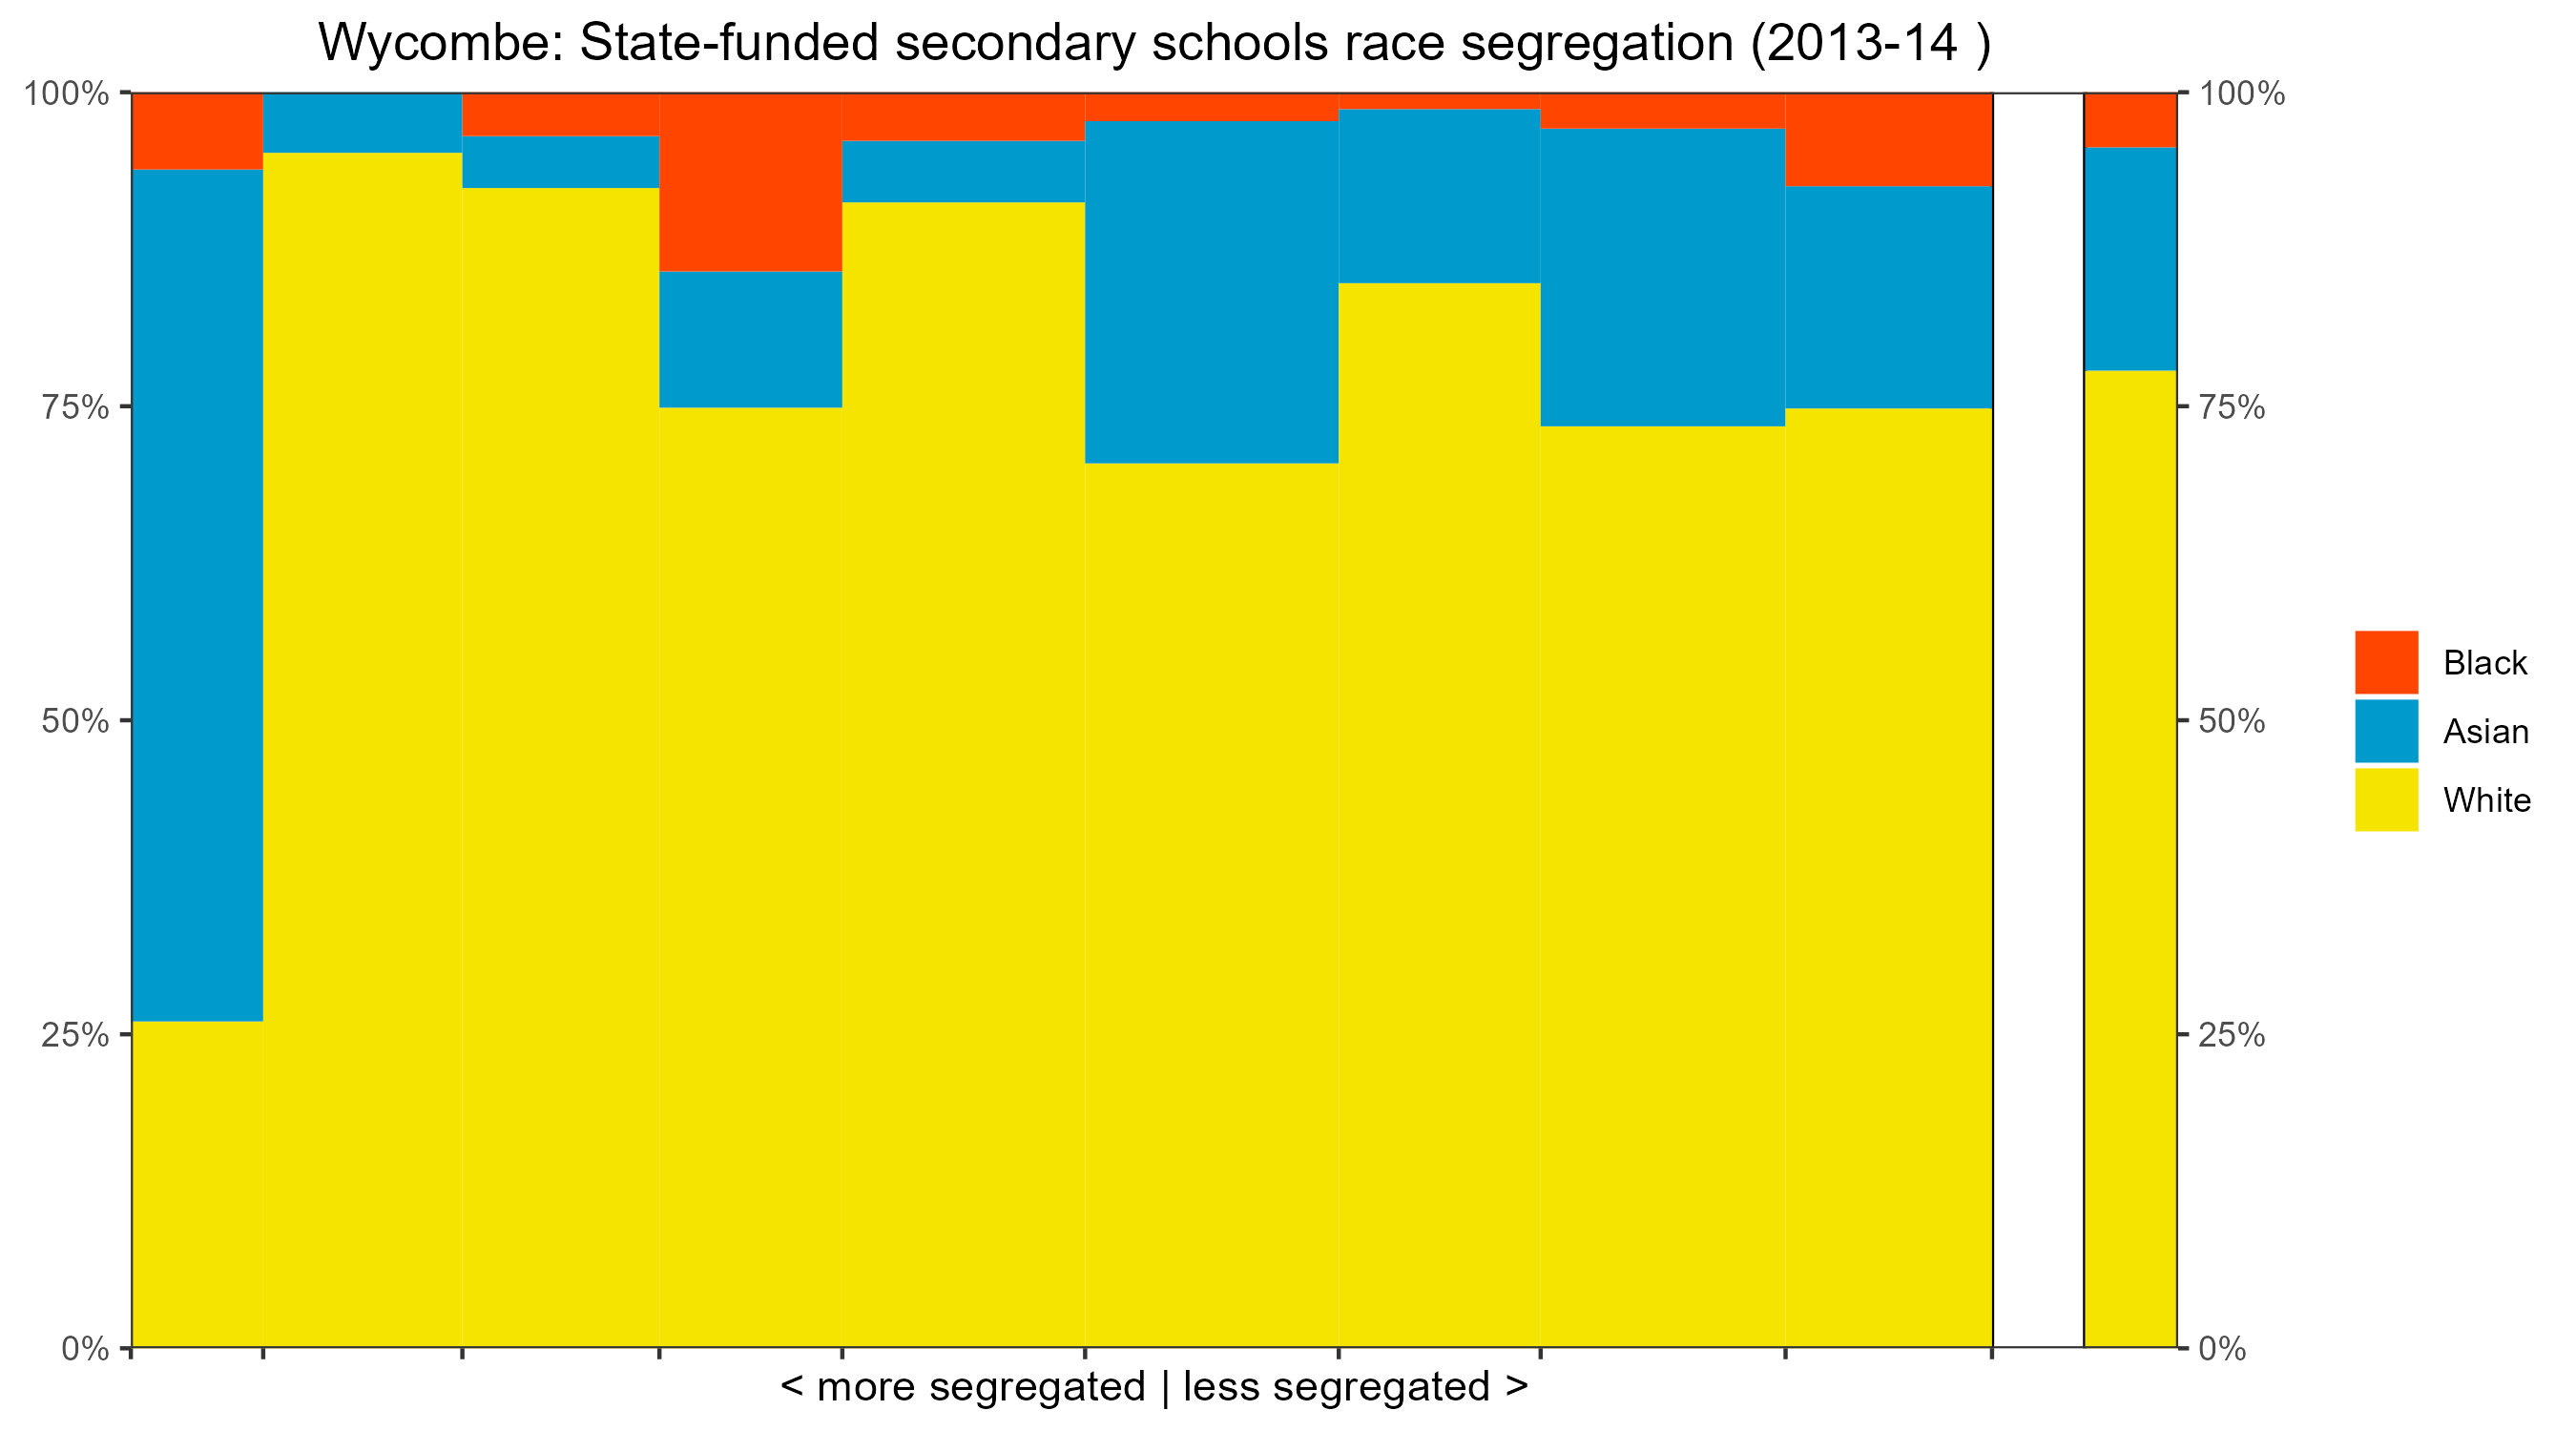 Wycombe: State-funded secondary schools race segregation (2013-14 )
100%
75%
50%
25%
0%
100%
75%
50%
25%
0%
Black
Asian
White
< more segregated | less segregated >